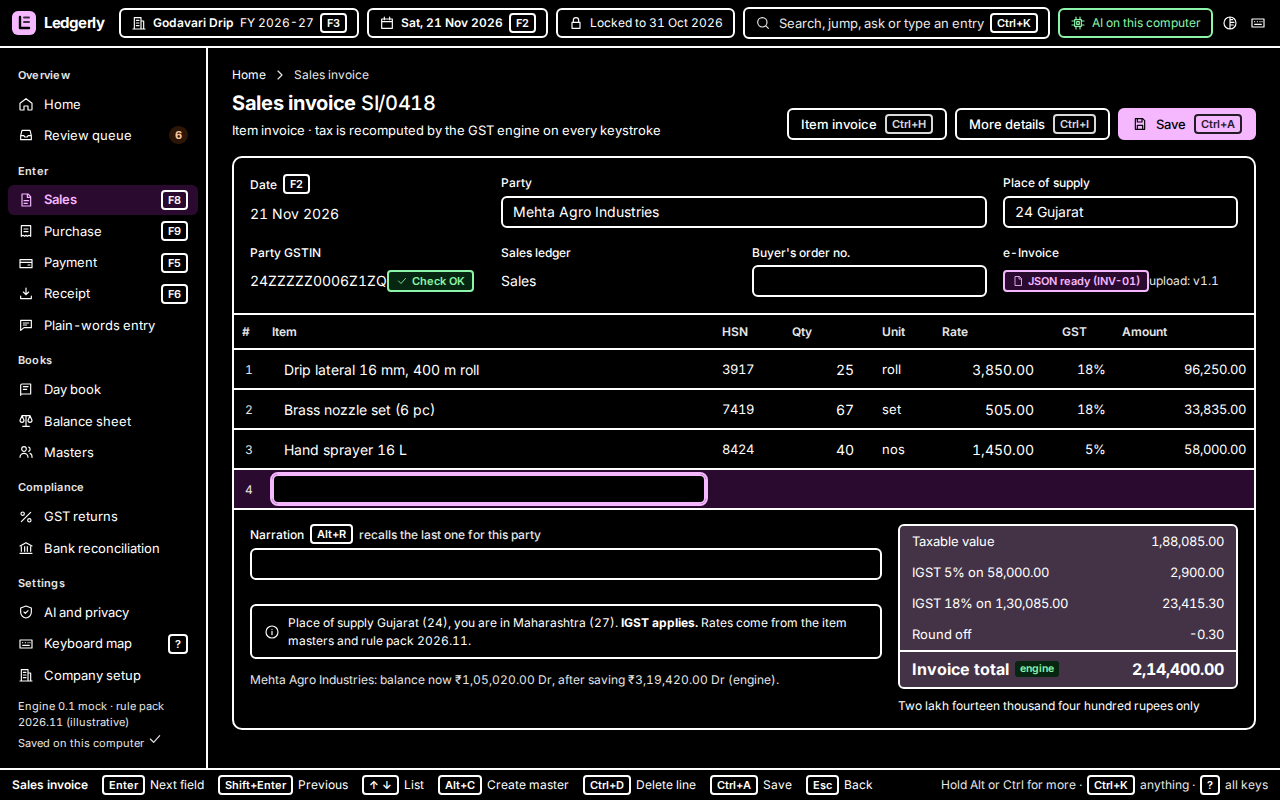 Ledgerly
Godavari Drip FY 2026-27 F3
Sat, 21 Nov 2026 F2
Locked to 31 Oct 2026
Search, jump, ask or type an entry Ctrl+K
AI on this computer
Overview
Home
Review queue 6
Enter
Sales F8
Purchase F9
Payment F5
Receipt F6
Plain-words entry
Books
Day book
Balance sheet
Masters
Compliance
GST returns
Bank reconciliation
Settings
AI and privacy
Keyboard map ?
Company setup
Engine 0.1 mock · rule pack
2026.11 (illustrative)
Saved on this computer
Home Sales invoice
Sales invoice SI/0418
Item invoice · tax is recomputed by the GST engine on every keystroke
Item invoice Ctrl+H
More details Ctrl+I
Save Ctrl+A
Date F2
21 Nov 2026
Party
Mehta Agro Industries
Place of supply
24 Gujarat
Party GSTIN
24ZZZZZ0006Z1ZQ Check OK
Sales ledger
Sales
Buyer's order no.
e-Invoice
JSON ready (INV-01) upload: v1.1
# Item HSN Qty Unit Rate GST Amount
1 Drip lateral 16 mm, 400 m roll 3917 25 roll 3,850.00 18% 96,250.00
2 Brass nozzle set (6 pc) 7419 67 set 505.00 18% 33,835.00
3 Hand sprayer 16 L 8424 40 nos 1,450.00 5% 58,000.00
4
Narration Alt+R recalls the last one for this party
Place of supply Gujarat (24), you are in Maharashtra (27). IGST applies. Rates come from the item
masters and rule pack 2026.11.
Mehta Agro Industries: balance now ₹1,05,020.00 Dr, after saving ₹3,19,420.00 Dr (engine).
Taxable value 1,88,085.00
IGST 5% on 58,000.00 2,900.00
IGST 18% on 1,30,085.00 23,415.30
Round off -0.30
Invoice total engine 2,14,400.00
Two lakh fourteen thousand four hundred rupees only
Sales invoice Enter Next field Shift+Enter Previous ↑ ↓ List Alt+C Create master Ctrl+D Delete line Ctrl+A Save Esc Back Hold Alt or Ctrl for more · Ctrl+K anything · ? all keys